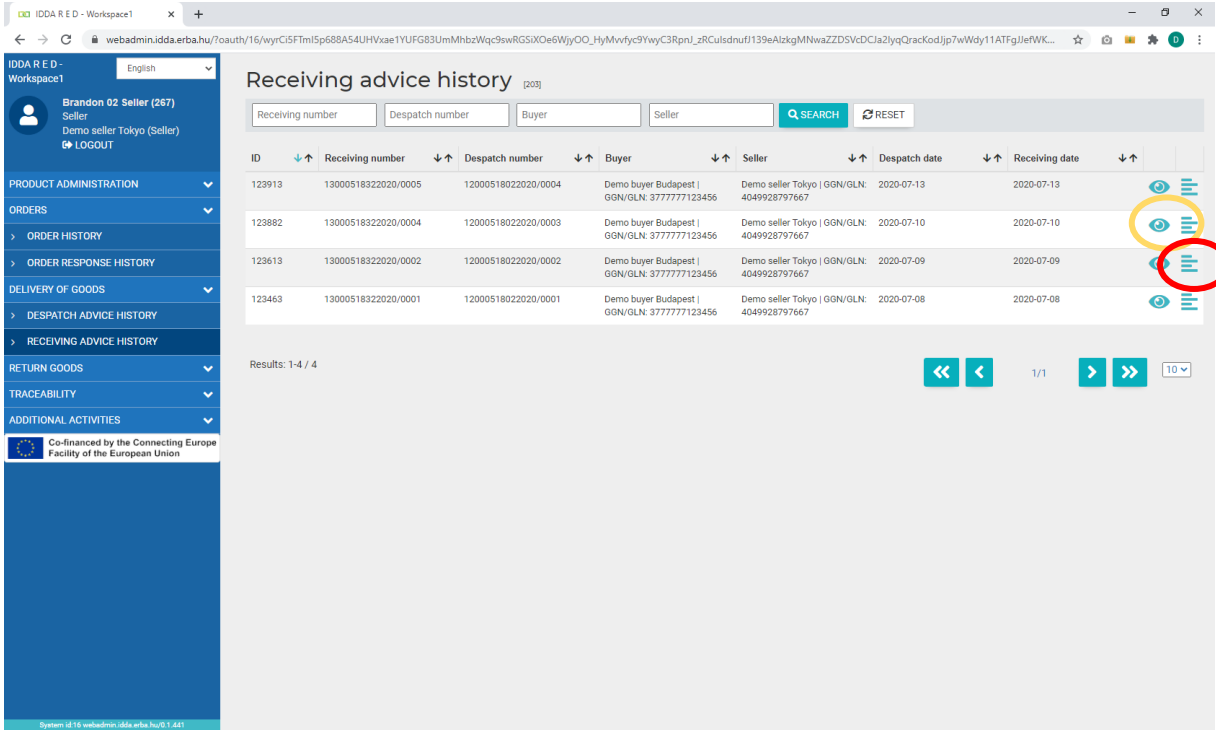 IDDA R E D - Workspace1
webadmin.idda.erba.hu/?oauth/16/wyrCi5FTmI5p688A54UHVxae1YUFG83UmMhbzWqc9swRGSiXOe6WjyOO_HyMvvfyc9YwyC3RpnJ_zRCuIsdnufJ139eAIzkgMNwaZZDSVcDCJa2IyqQracKodJjp7wWdy11ATFgJJefWK...
D
IDDA R E D -
Workspace1
English
Brandon 02 Seller (267)
Seller
Demo seller Tokyo (Seller)
LOGOUT
PRODUCT ADMINISTRATION
ORDERS
> ORDER HISTORY
> ORDER RESPONSE HISTORY
DELIVERY OF GOODS
> DESPATCH ADVICE HISTORY
> RECEIVING ADVICE HISTORY
RETURN GOODS
TRACEABILITY
ADDITIONAL ACTIVITIES
Co-financed by the Connecting Europe
Facility of the European Union
System id:16 webadmin.idda.erba.hu/0.1.441
Receiving advice history [203]
Receiving number Despatch number Buyer Seller SEARCH RESET
ID Receiving number Despatch number Buyer Seller Despatch date Receiving date
123913 13000518322020/0005 12000518022020/0004 Demo buyer Budapest | Demo seller Tokyo | GGN/GLN: 2020-07-13 2020-07-13
GGN/GLN: 3777777123456 4049928797667
123882 13000518322020/0004 12000518022020/0003 Demo buyer Budapest | Demo seller Tokyo | GGN/GLN: 2020-07-10 2020-07-10
GGN/GLN: 3777777123456 4049928797667
123613 13000518322020/0002 12000518022020/0002 Demo buyer Budapest | Demo seller Tokyo | GGN/GLN: 2020-07-09 2020-07-09
GGN/GLN: 3777777123456 4049928797667
123463 13000518322020/0001 12000518022020/0001 Demo buyer Budapest | Demo seller Tokyo | GGN/GLN: 2020-07-08 2020-07-08
GGN/GLN: 3777777123456 4049928797667
Results: 1-4 / 4
1/1
10